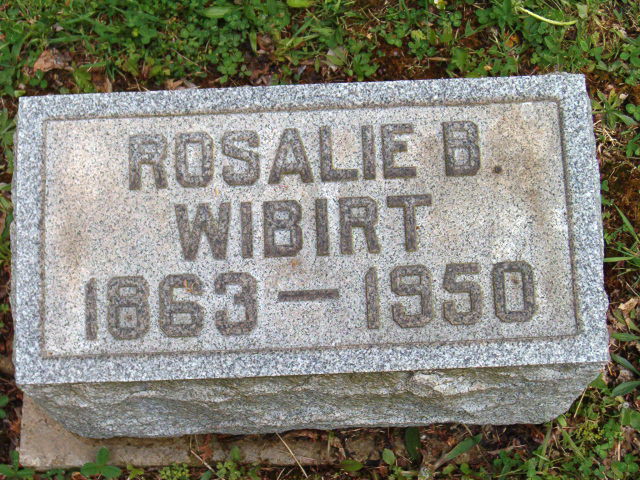 ROSALIE B.
WIBIRT
1863 — 1950